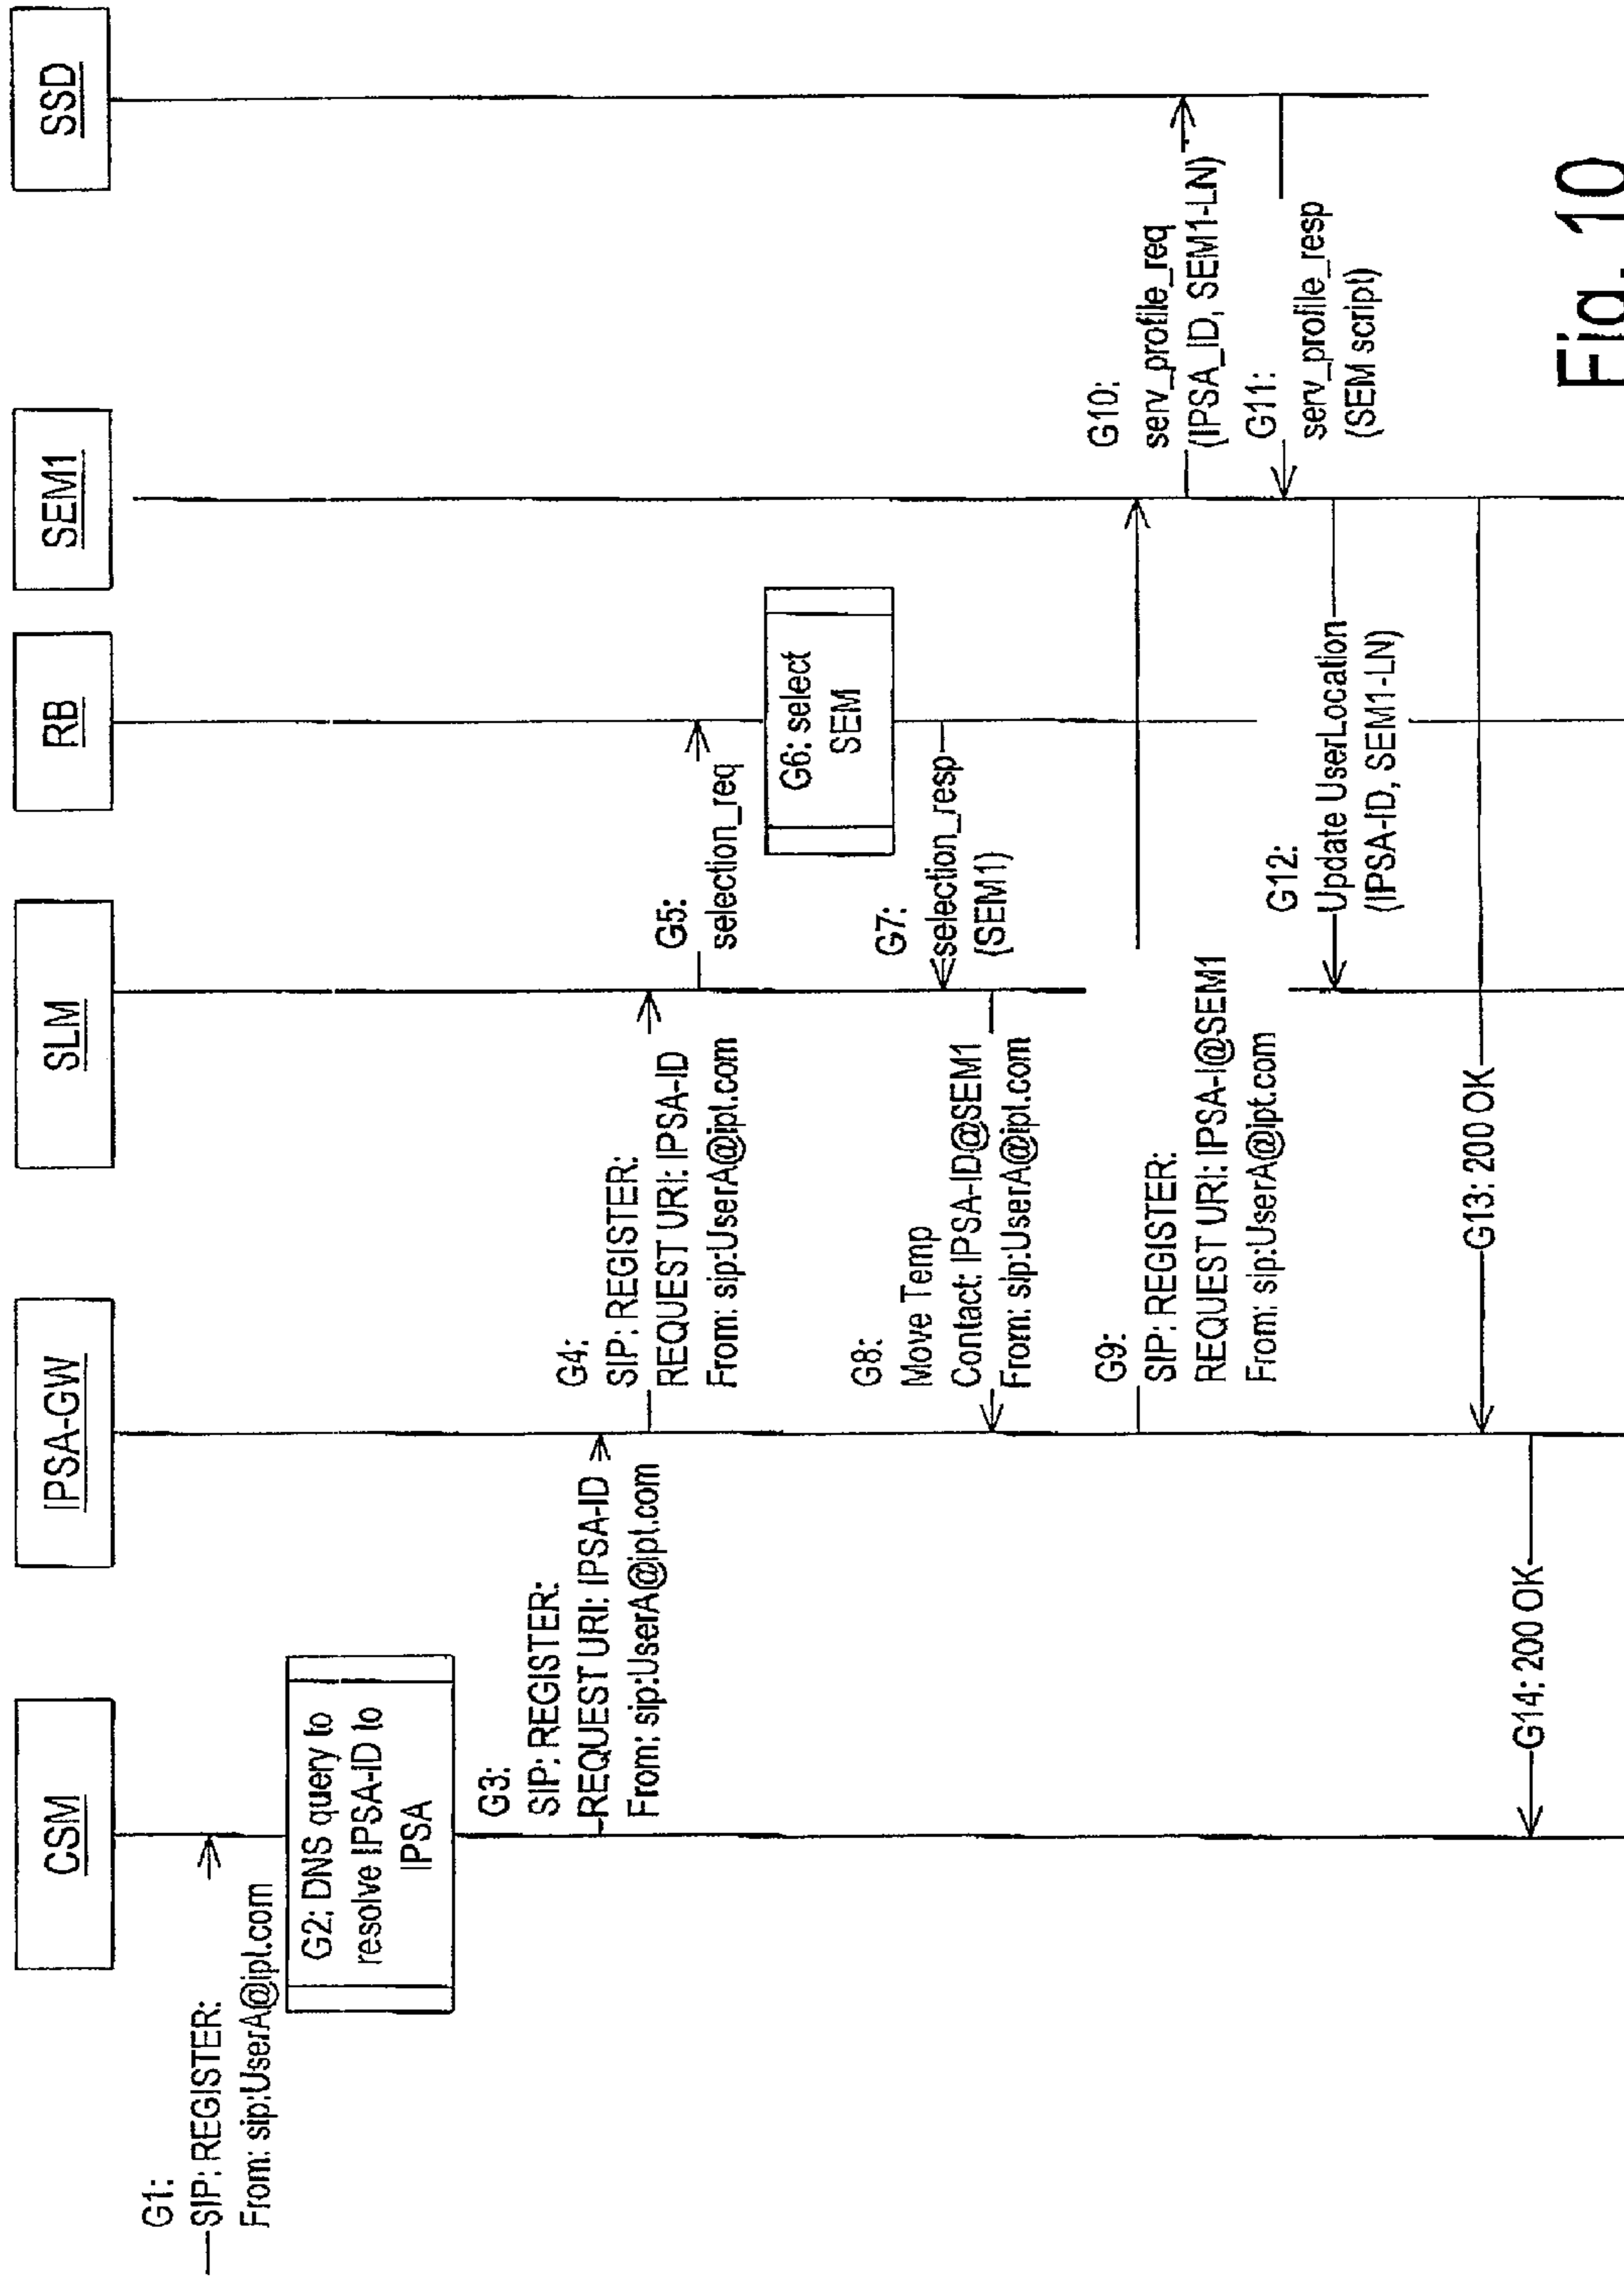 CSM
IPSA-GW
SLM
RB
SEM1
SSD
G1:
SIP: REGISTER:
From: sip:UserA@ipt.com
G2: DNS query to
resolve IPSA-ID to
IPSA
G3:
SIP: REGISTER:
REQUEST URI: IPSA-ID
From: sip:UserA@ipt.com
G4:
SIP: REGISTER:
REQUEST URI: IPSA-ID
From: sip:UserA@ipt.com
G5:
selection_req
G6: select
SEM
G7:
selection_resp
(SEM1)
G8:
Move Temp
Contact: IPSA-ID@SEM1
From: sip:UserA@ipt.com
G9:
SIP: REGISTER:
REQUEST URI: IPSA-I@SEM1
From: sip:UserA@ipt.com
G10:
serv_profile_req
(IPSA_ID, SEM1-LN)
G11:
serv_profile_resp
(SEM script)
G12:
Update UserLocation
(IPSA-ID, SEM1-LN)
G13: 200 OK
G14: 200 OK
Fig. 10